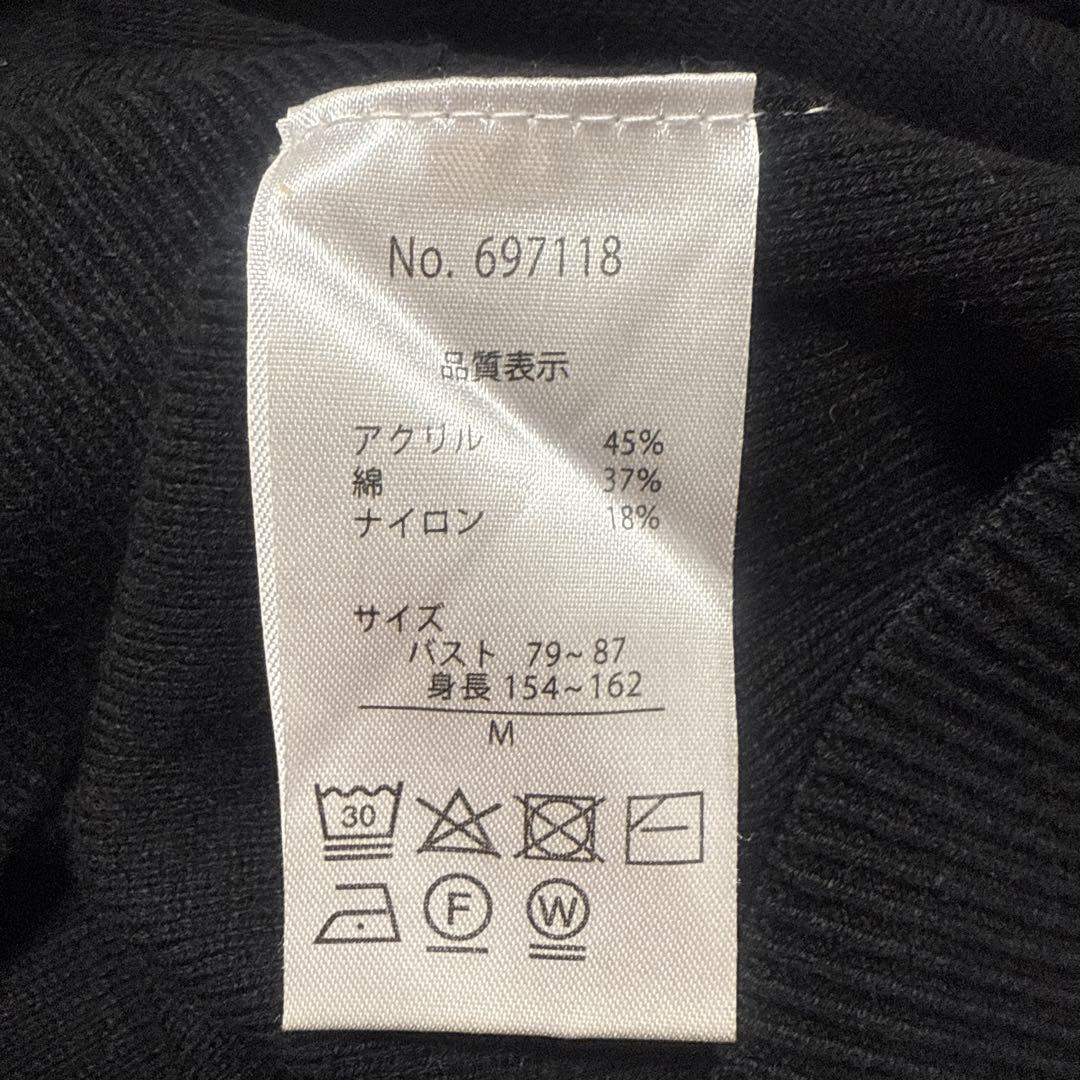 No. 697118
品質表示
アクリル 45%
綿 37%
ナイロン 18%
サイズ
バスト 79~87
身長 154~162
M
30
F
W